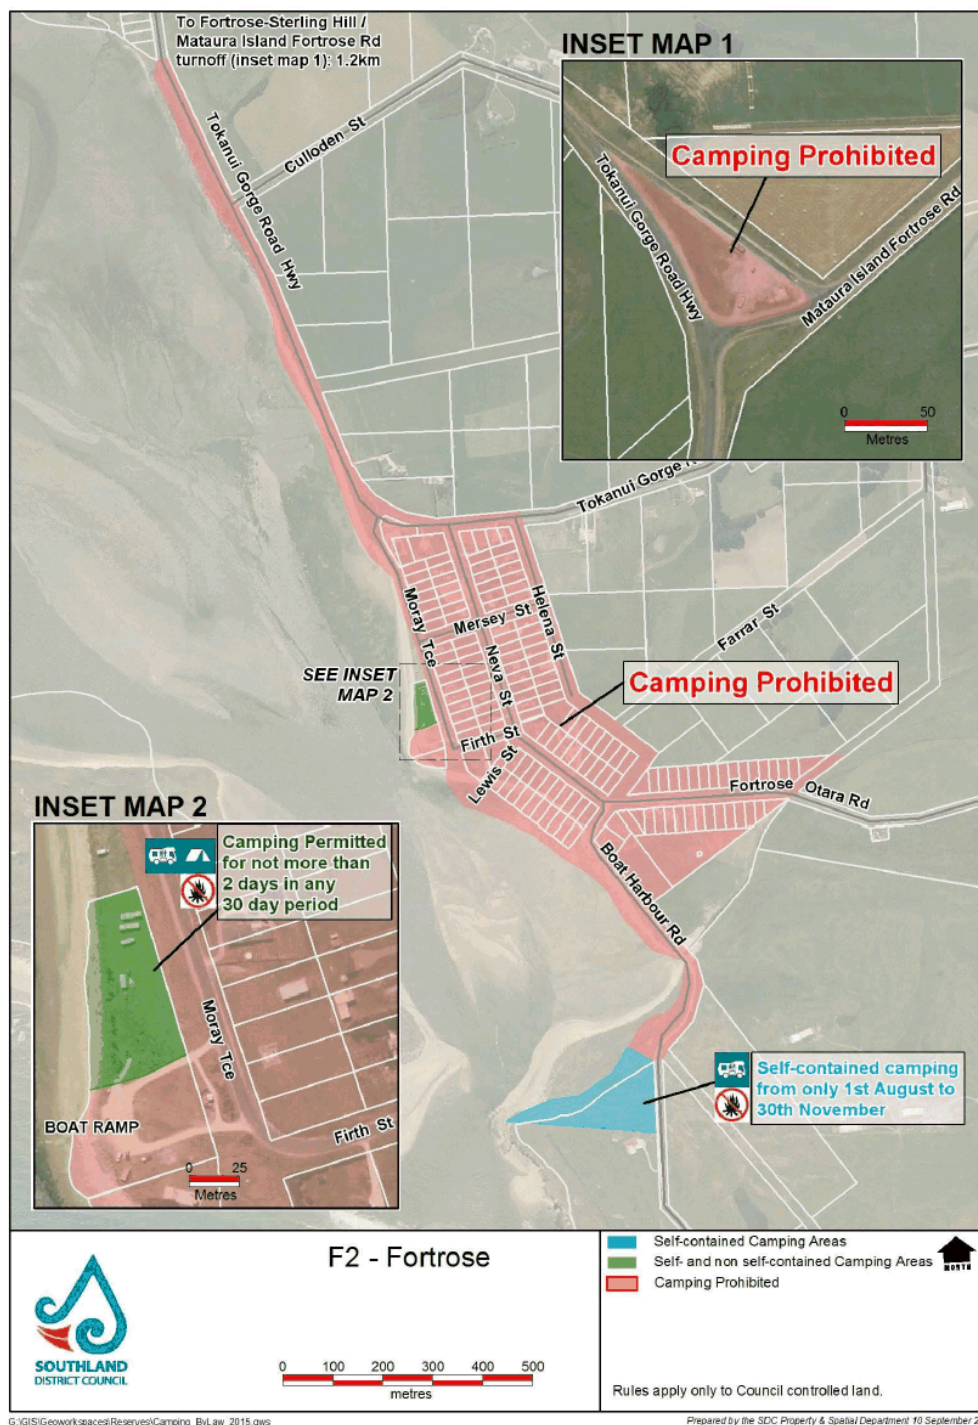 To Fortrose-Sterling Hill /
Mataura Island Fortrose Rd
turnoff (inset map 1): 1.2km
INSET MAP 1
Camping Prohibited
Tokanui Gorge Road Hwy
Mataura Island Fortrose Rd
0 50
Metres
Culloden St
Tokanui Gorge Road Hwy
Tokanui Gorge
Moray Tce
Mersey St
Helena St
Neva St
Farrar St
SEE INSET
MAP 2
Camping Prohibited
Firth St
Lewis St
Fortrose Otara Rd
Boat Harbour Rd
INSET MAP 2
Camping Permitted
for not more than
2 days in any
30 day period
Moray Tce
BOAT RAMP
Firth St
0 25
Metres
Self-contained camping
from only 1st August to
30th November
F2 - Fortrose
SOUTHLAND
DISTRICT COUNCIL
0 100 200 300 400 500
metres
Self-contained Camping Areas
Self- and non self-contained Camping Areas
Camping Prohibited
NORTH
Rules apply only to Council controlled land.
G:\GIS\Geoworkspaces\Reserves\Camping_ByLaw_2015.gws
Prepared by the SDC Property & Spatial Department 10 September